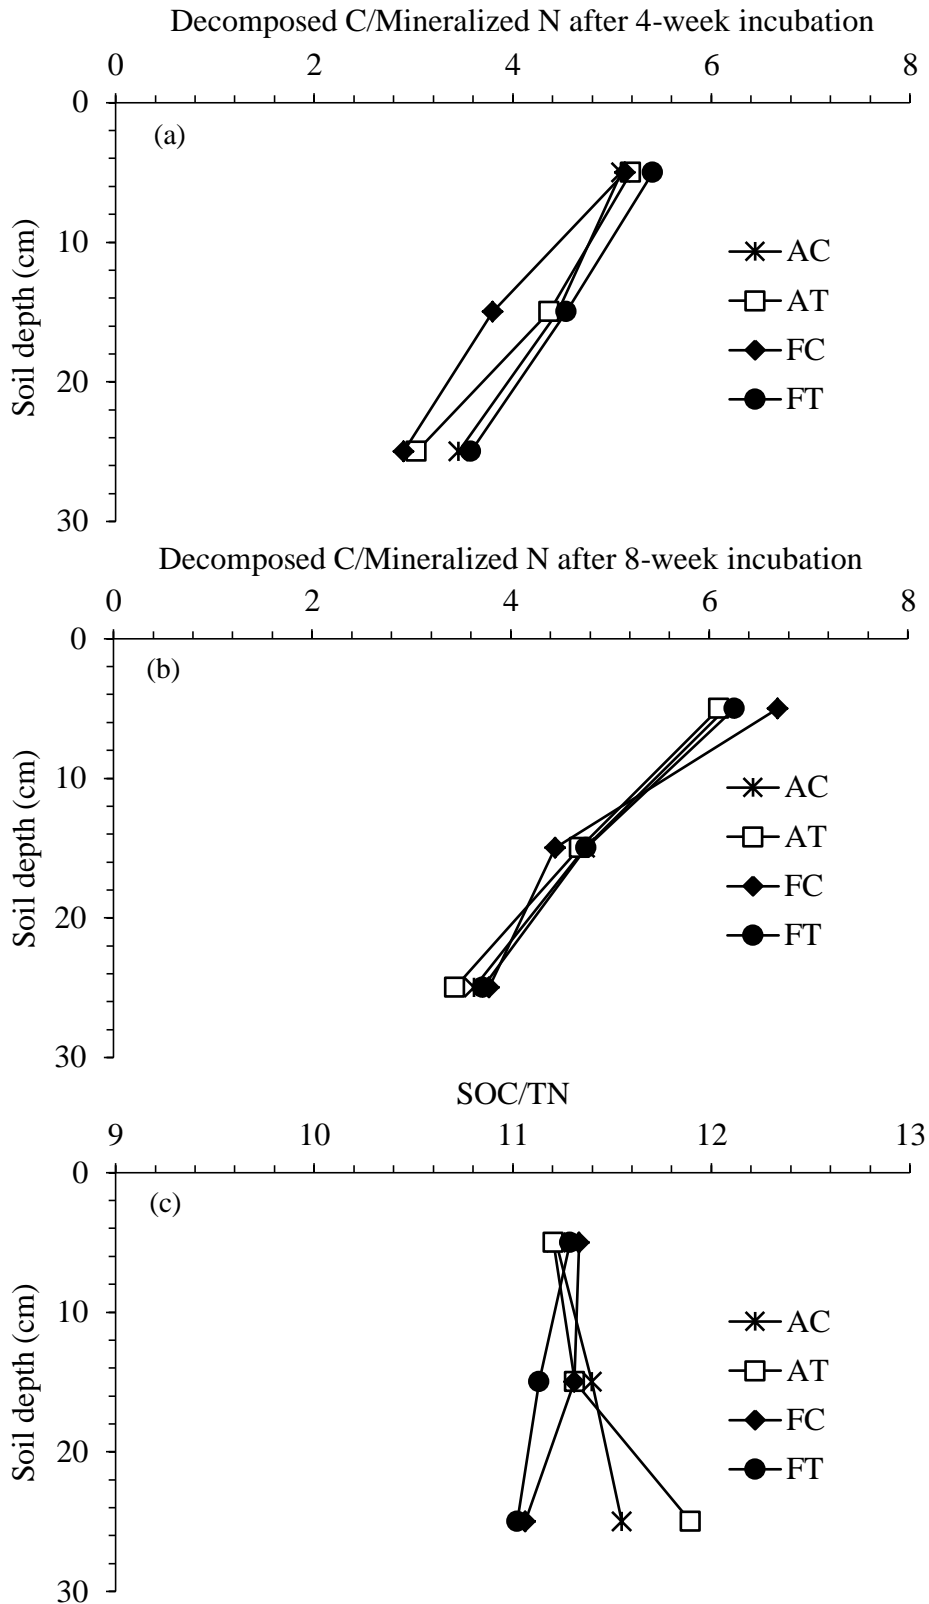 Decomposed C/Mineralized N after 4-week incubation
0 2 4 6 8
0
(a)
10
AC
AT
Soil depth (cm)
20
FC
FT
30
Decomposed C/Mineralized N after 8-week incubation
0 2 4 6 8
0
(b)
10
AC
AT
Soil depth (cm)
20
FC
FT
30
SOC/TN
9 10 11 12 13
0
(c)
10
AC
AT
Soil depth (cm)
20
FC
FT
30